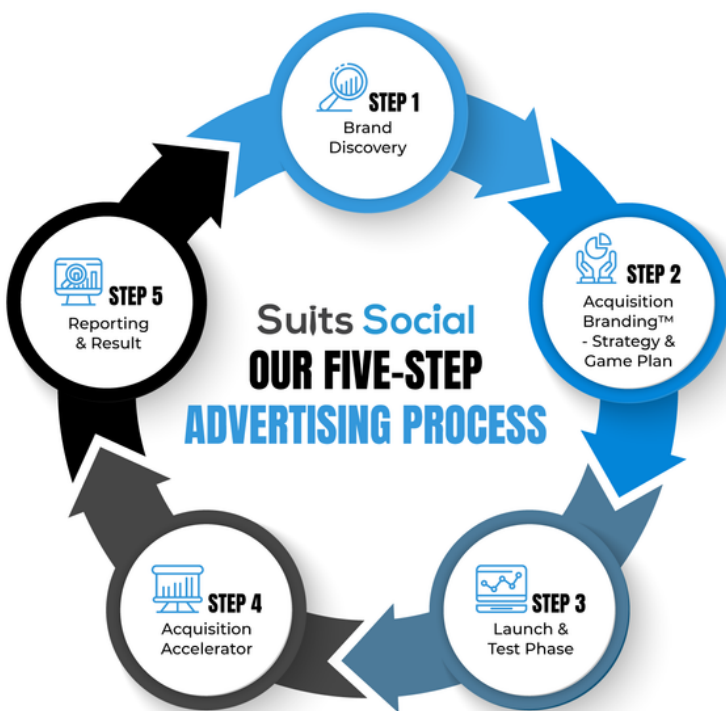 STEP 1
Brand
Discovery
STEP 2
Acquisition
Branding™
- Strategy &
Game Plan
STEP 5
Reporting
& Result
Suits Social
OUR FIVE-STEP
ADVERTISING PROCESS
STEP 4
Acquisition
Accelerator
STEP 3
Launch &
Test Phase